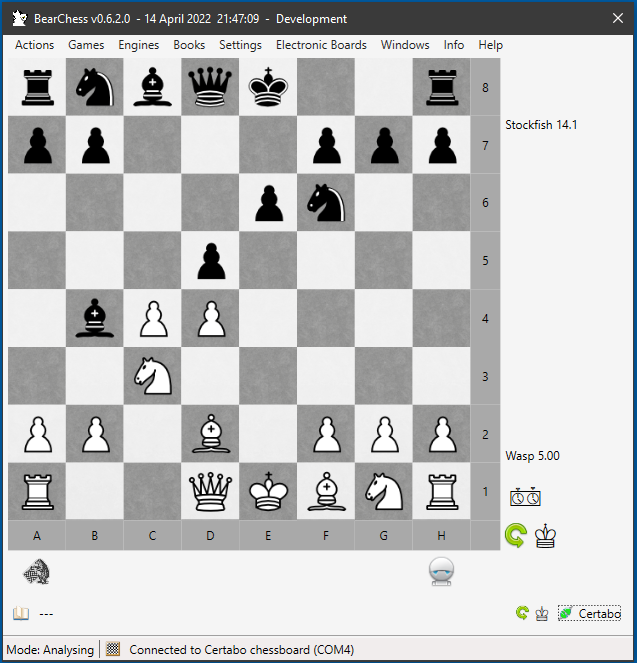 BearChess v0.6.2.0 - 14 April 2022 21:47:09 - Development
Actions Games Engines Books Settings Electronic Boards Windows Info Help
8
Stockfish 14.1
7
6
5
4
3
2
Wasp 5.00
1
A B C D E F G H
--- Certabo
Mode: Analysing Connected to Certabo chessboard (COM4)